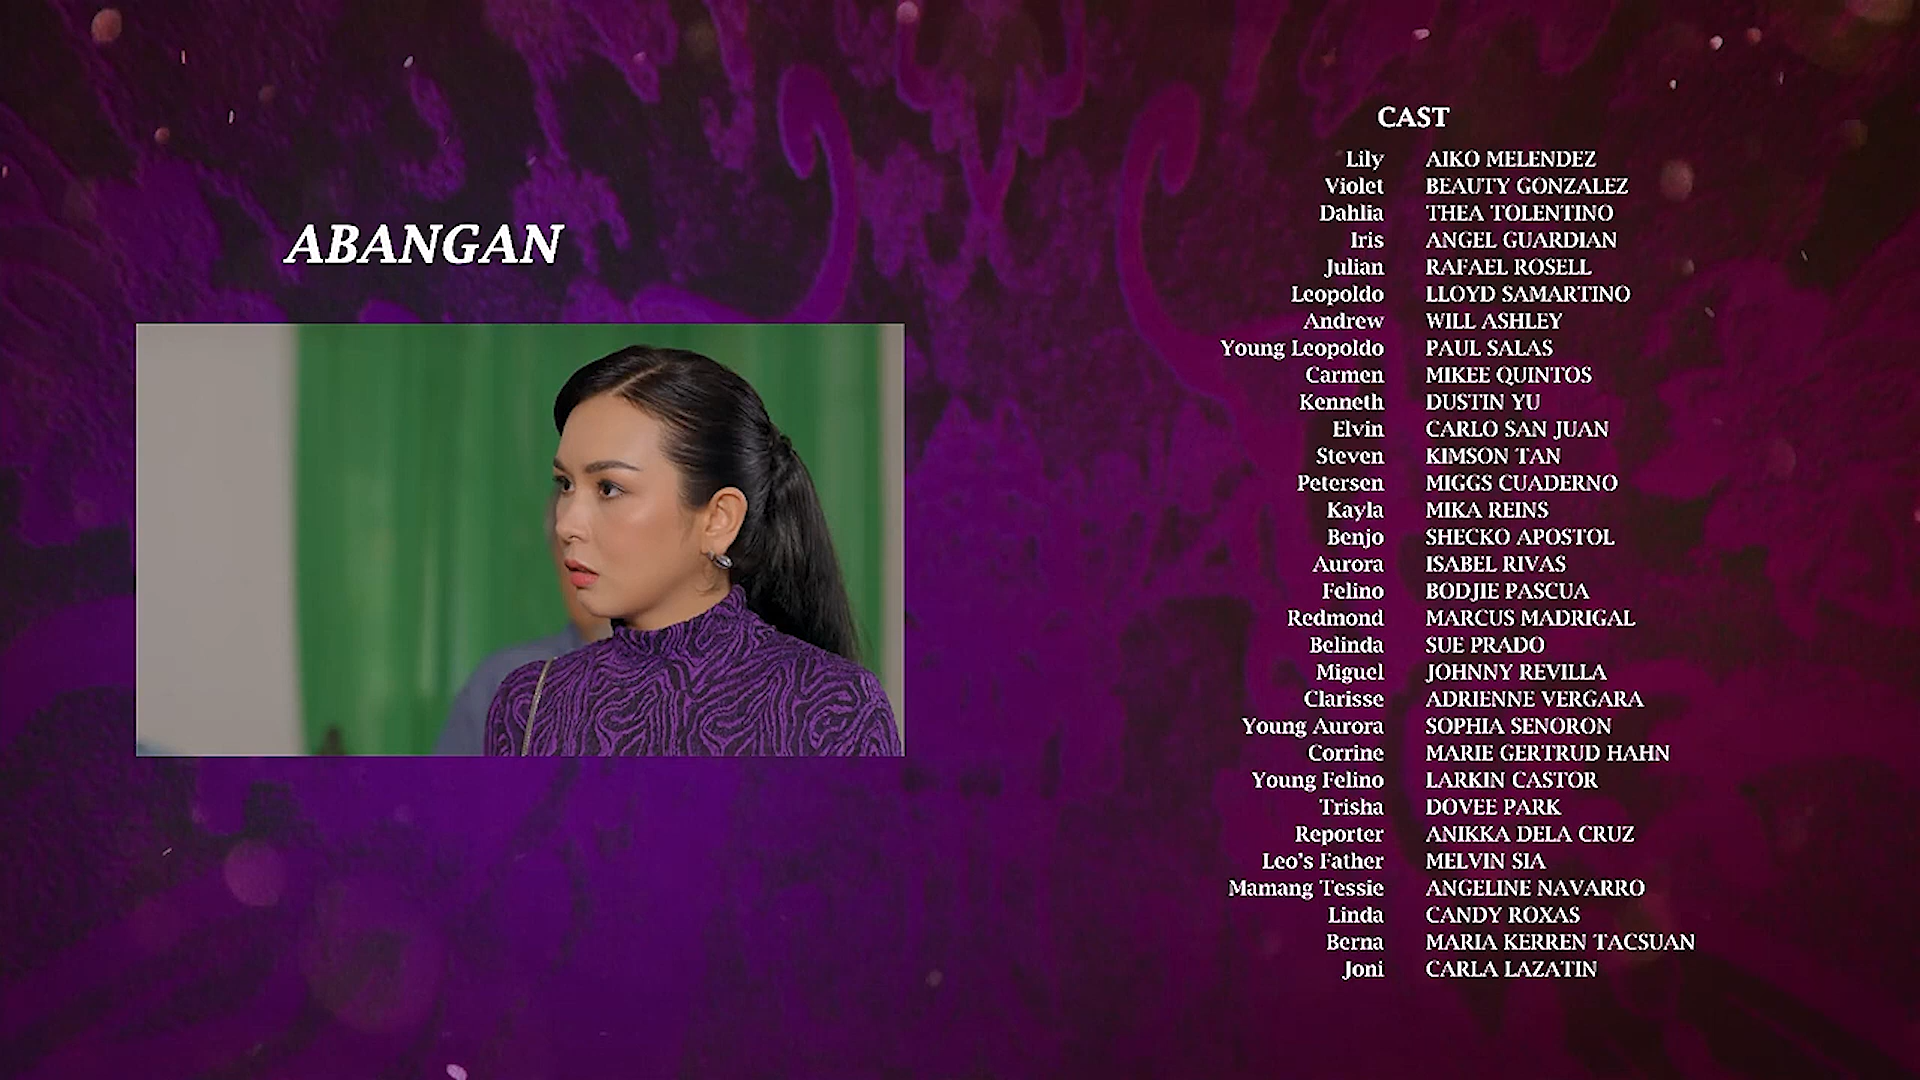 ABANGAN
CAST
Lily AIKO MELENDEZ
Violet BEAUTY GONZALEZ
Dahlia THEA TOLENTINO
Iris ANGEL GUARDIAN
Julian RAFAEL ROSELL
Leopoldo LLOYD SAMARTINO
Andrew WILL ASHLEY
Young Leopoldo PAUL SALAS
Carmen MIKEE QUINTOS
Kenneth DUSTIN YU
Elvin CARLO SAN JUAN
Steven KIMSON TAN
Petersen MIGGS CUADERNO
Kayla MIKA REINS
Benjo SHECKO APOSTOL
Aurora ISABEL RIVAS
Felino BODJIE PASCUA
Redmond MARCUS MADRIGAL
Belinda SUE PRADO
Miguel JOHNNY REVILLA
Clarisse ADRIENNE VERGARA
Young Aurora SOPHIA SENORON
Corrine MARIE GERTRUD HAHN
Young Felino LARKIN CASTOR
Trisha DOVEE PARK
Reporter ANIKKA DELA CRUZ
Leo's Father MELVIN SIA
Mamang Tessie ANGELINE NAVARRO
Linda CANDY ROXAS
Berna MARIA KERREN TACSUAN
Joni CARLA LAZATIN